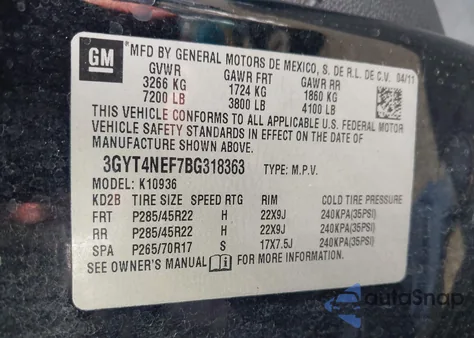 GM
MFD BY GENERAL MOTORS DE MEXICO, S. DE R.L. DE C.V. 04/11
GVWR GAWR FRT GAWR RR
3266 KG 1724 KG 1860 KG
7200 LB 3800 LB 4100 LB
THIS VEHICLE CONFORMS TO ALL APPLICABLE U.S. FEDERAL MOTOR
VEHICLE SAFETY STANDARDS IN EFFECT ON THE DATE OF
MANUFACTURE SHOWN ABOVE.
3GYT4NEF7BG318363 TYPE: M.P.V.
MODEL: K10936
KD2B TIRE SIZE SPEED RTG RIM COLD TIRE PRESSURE
FRT P285/45R22 H 22X9J 240KPA(35PSI)
RR P285/45R22 H 22X9J 240KPA(35PSI)
SPA P265/70R17 S 17X7.5J 240KPA(35PSI)
SEE OWNER'S MANUAL FOR MORE INFORMATION.
autoSnap